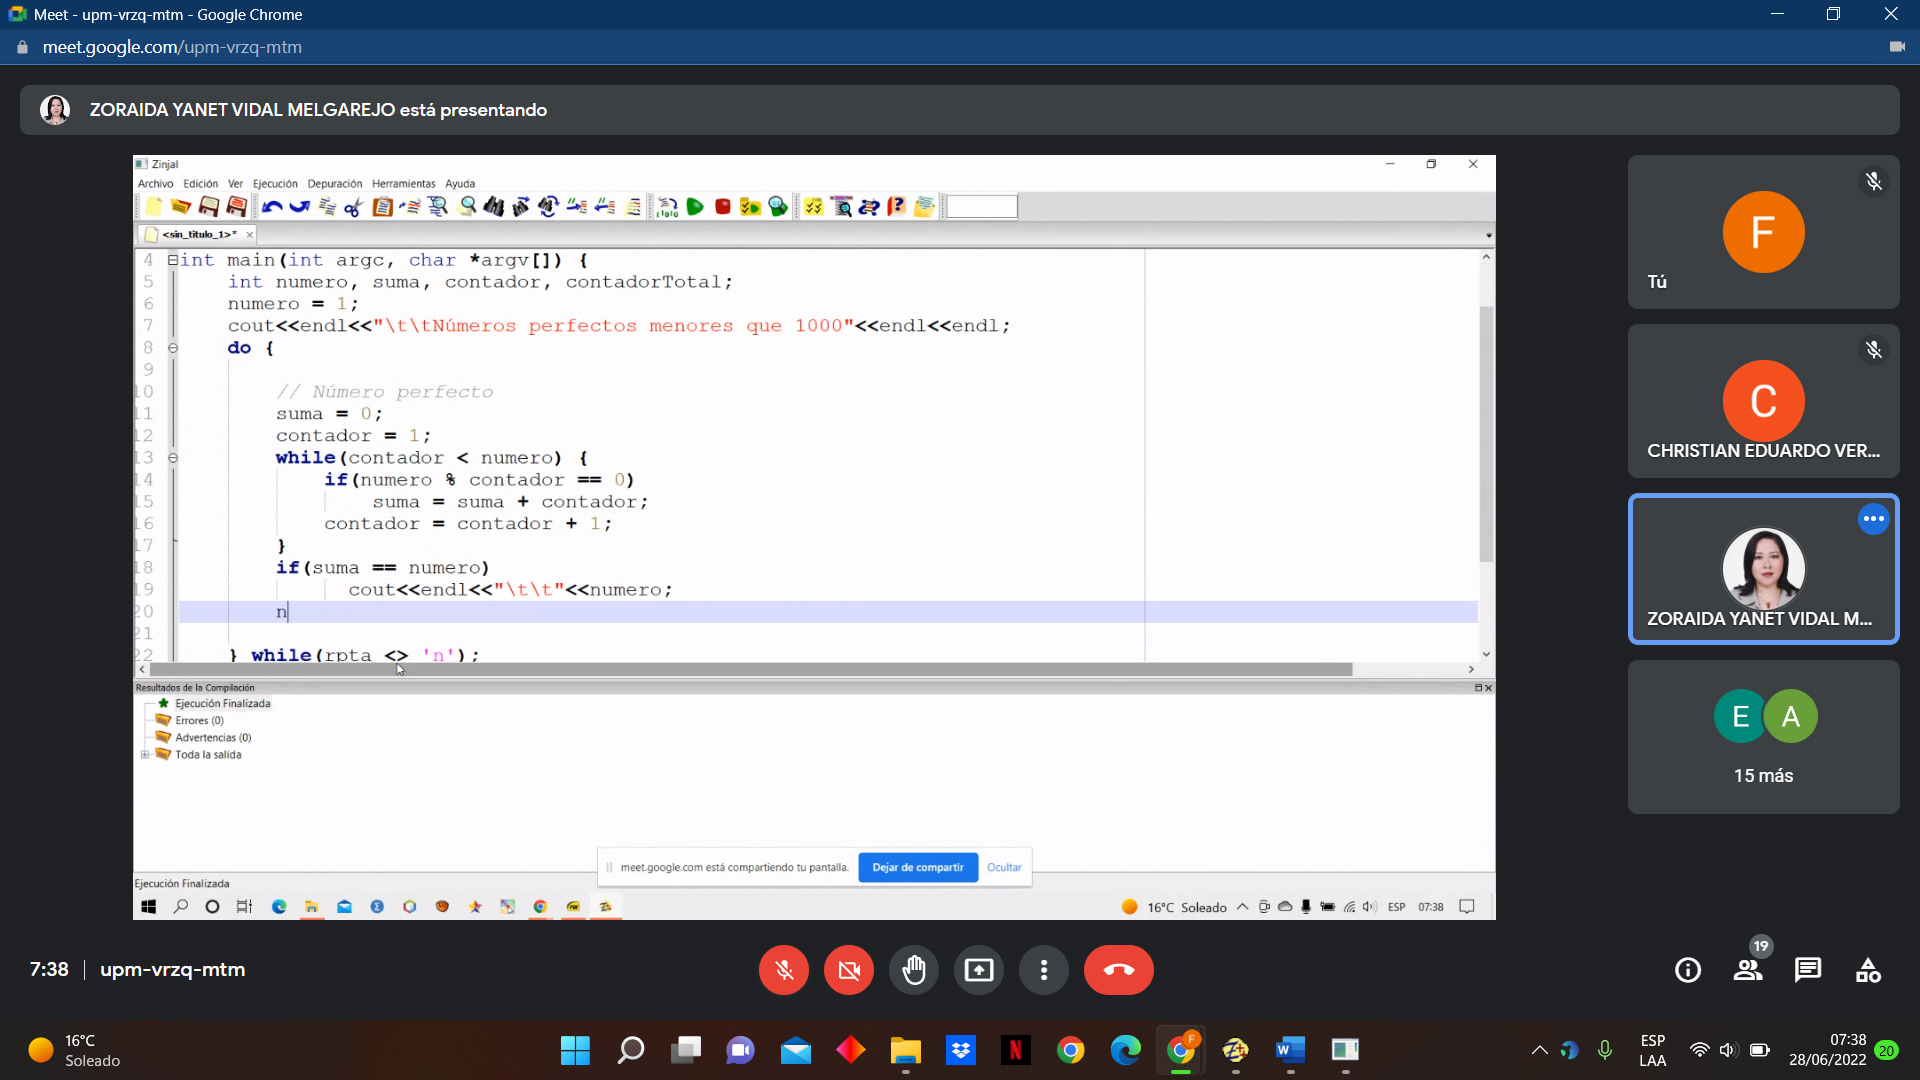 Meet - upm-vrzq-mtm - Google Chrome
meet.google.com/upm-vrzq-mtm
ZORAIDA YANET VIDAL MELGAREJO está presentando
Zinjal
Archivo Edición Ver Ejecución Depuración Herramientas Ayuda
<sin_titulo_1>*
4 int main(int argc, char *argv[]) {
5 int numero, suma, contador, contadorTotal;
6 numero = 1;
7 cout<<endl<<"\t\tNúmeros perfectos menores que 1000"<<endl<<endl;
8 do {
9
10 // Número perfecto
11 suma = 0;
12 contador = 1;
13 while(contador < numero) {
14 if(numero % contador == 0)
15 suma = suma + contador;
16 contador = contador + 1;
17 }
18 if(suma == numero)
19 cout<<endl<<"\t\t"<<numero;
20 n
21
22 } while(rpta <> 'n');
Resultados de la Compilación
Ejecución Finalizada
Errores (0)
Advertencias (0)
Toda la salida
meet.google.com está compartiendo tu pantalla.
Dejar de compartir
Ocultar
Ejecución Finalizada
16°C Soleado
ESP
07:38
F
Tú
C
CHRISTIAN EDUARDO VER...
ZORAIDA YANET VIDAL M...
E A
15 más
7:38
upm-vrzq-mtm
19
16°C
Soleado
F
ESP
LAA
07:38
28/06/2022
20